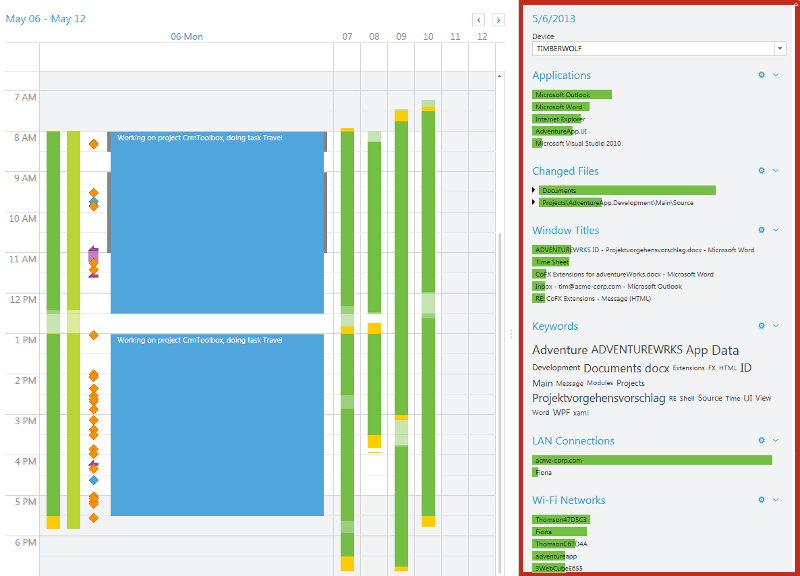 May 06 - May 12
06 Mon
07
08
09
10
11
12
7 AM
8 AM
9 AM
10 AM
11 AM
12 PM
1 PM
2 PM
3 PM
4 PM
5 PM
6 PM
Working on project CrmToolbox, doing task Travel
Working on project CrmToolbox, doing task Travel
5/6/2013
Device
TIMBERWOLF
Applications
Microsoft Outlook
Microsoft Word
Internet Explorer
AdventureApp.UI
Microsoft Visual Studio 2010
Changed Files
Documents
Projects\AdventureApp.Development\Main\Source
Window Titles
ADVENTUREWRKS ID - Projektvorgehensvorschlag.docx - Microsoft Word
Time Sheet
CoFX Extensions for adventureWorks.docx - Microsoft Word
Inbox - tim@acme-corp.com - Microsoft Outlook
RE: CoFX Extensions - Message (HTML)
Keywords
Adventure ADVENTUREWRKS App Data
Development Documents docx Extensions FX HTML ID
Main Message Modules Projects
Projektvorgehensvorschlag RE Shell Source Time UI View
Word WPF xaml
LAN Connections
acme-corp.com
Fiona
Wi-Fi Networks
Thomson47D5C3
Fiona
ThomsonC67D4A
adventureapp
3WebCubeE655